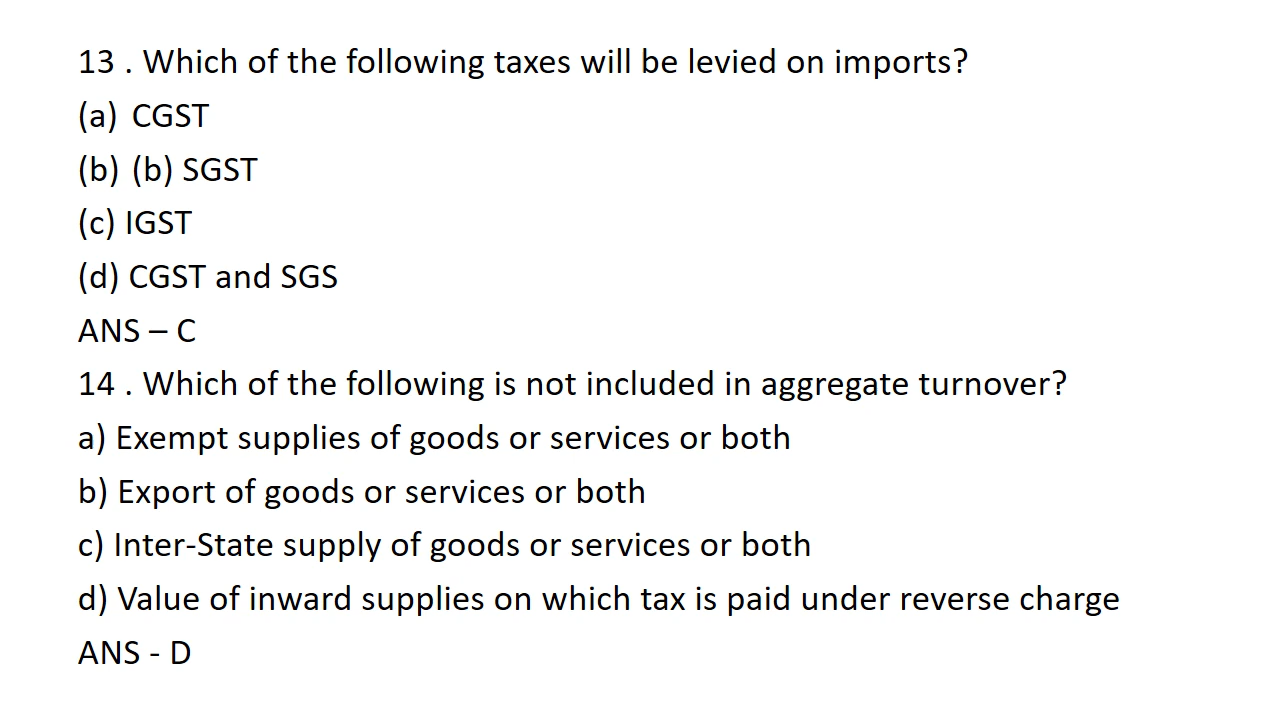 13 . Which of the following taxes will be levied on imports?
(a) CGST
(b) (b) SGST
(c) IGST
(d) CGST and SGS
ANS – C
14 . Which of the following is not included in aggregate turnover?
a) Exempt supplies of goods or services or both
b) Export of goods or services or both
c) Inter-State supply of goods or services or both
d) Value of inward supplies on which tax is paid under reverse charge
ANS - D